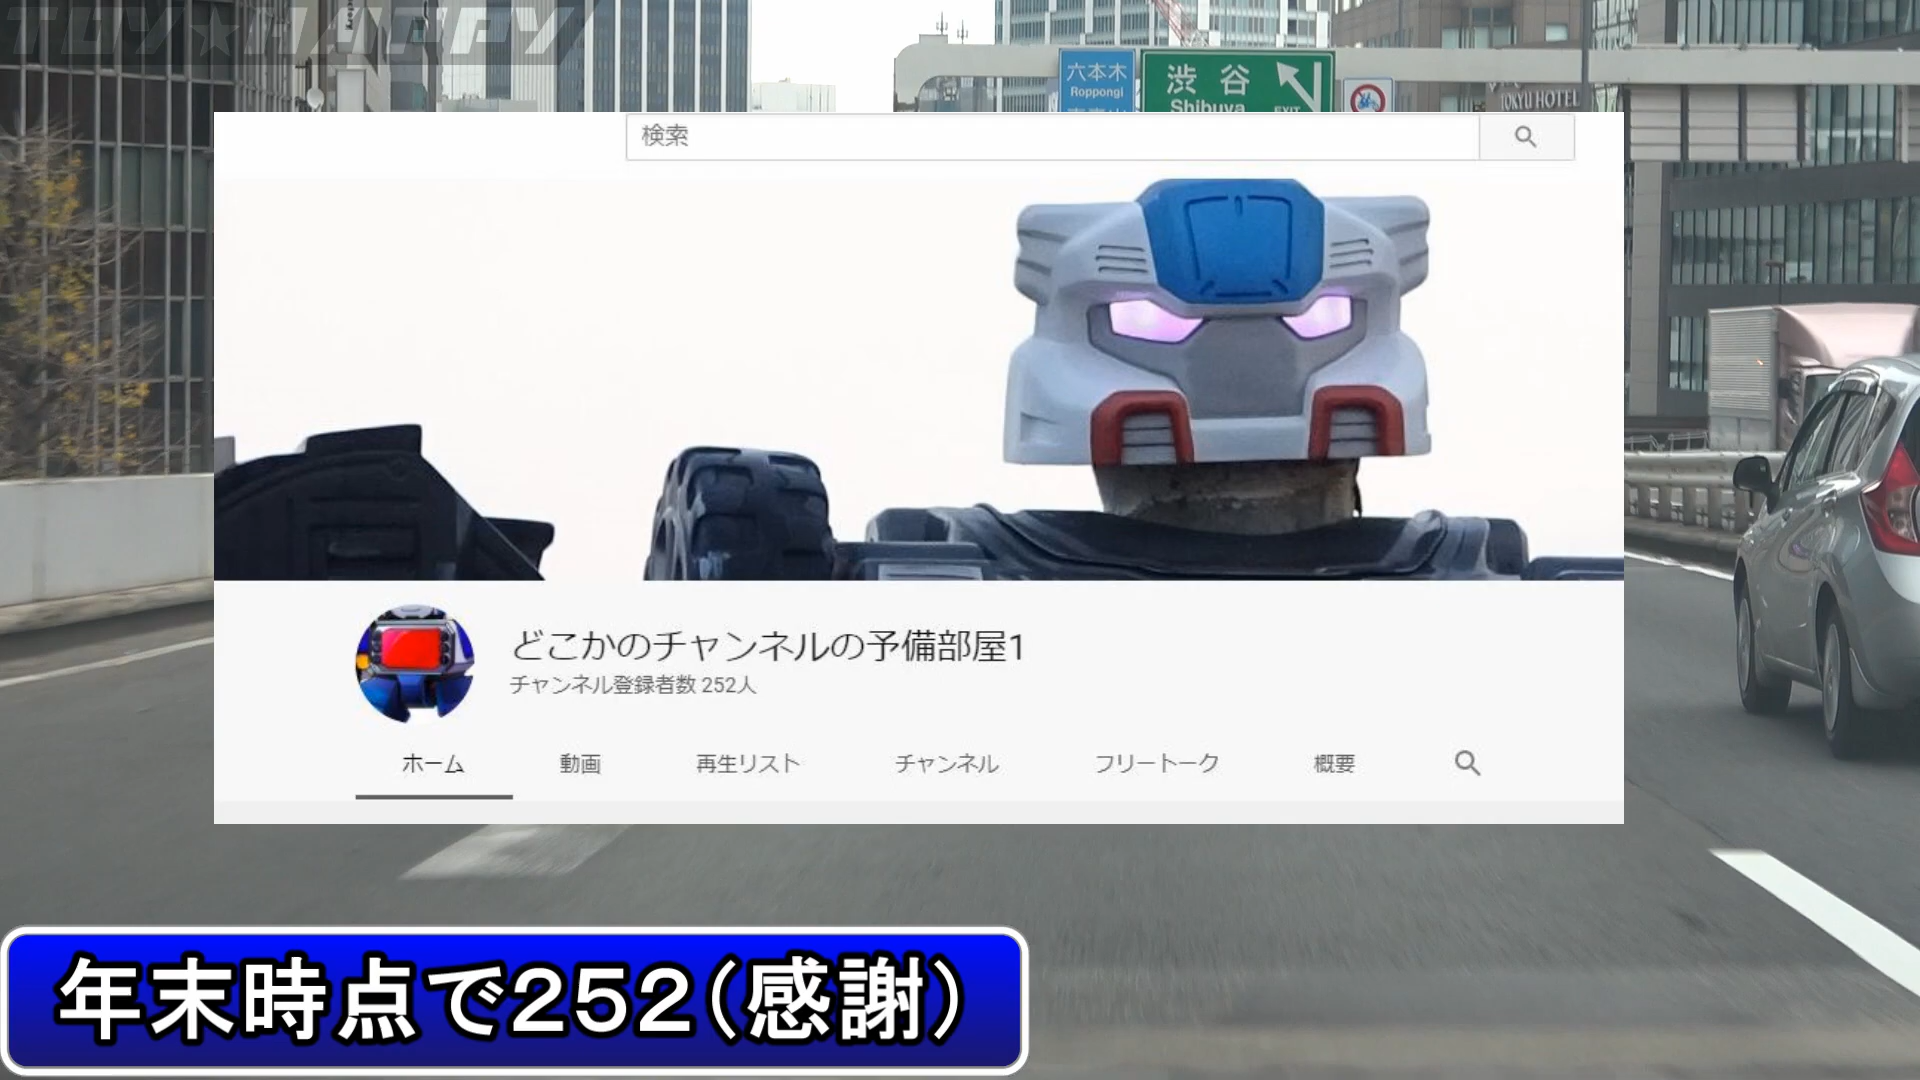 TOY★HAPPY
六本木
Roppongi
渋谷
Shibuya
EXIT
TOKYU HOTEL
検索
どこかのチャンネルの予備部屋1
チャンネル登録者数 252人
ホーム 動画 再生リスト チャンネル フリートーク 概要
年末時点で252(感謝)